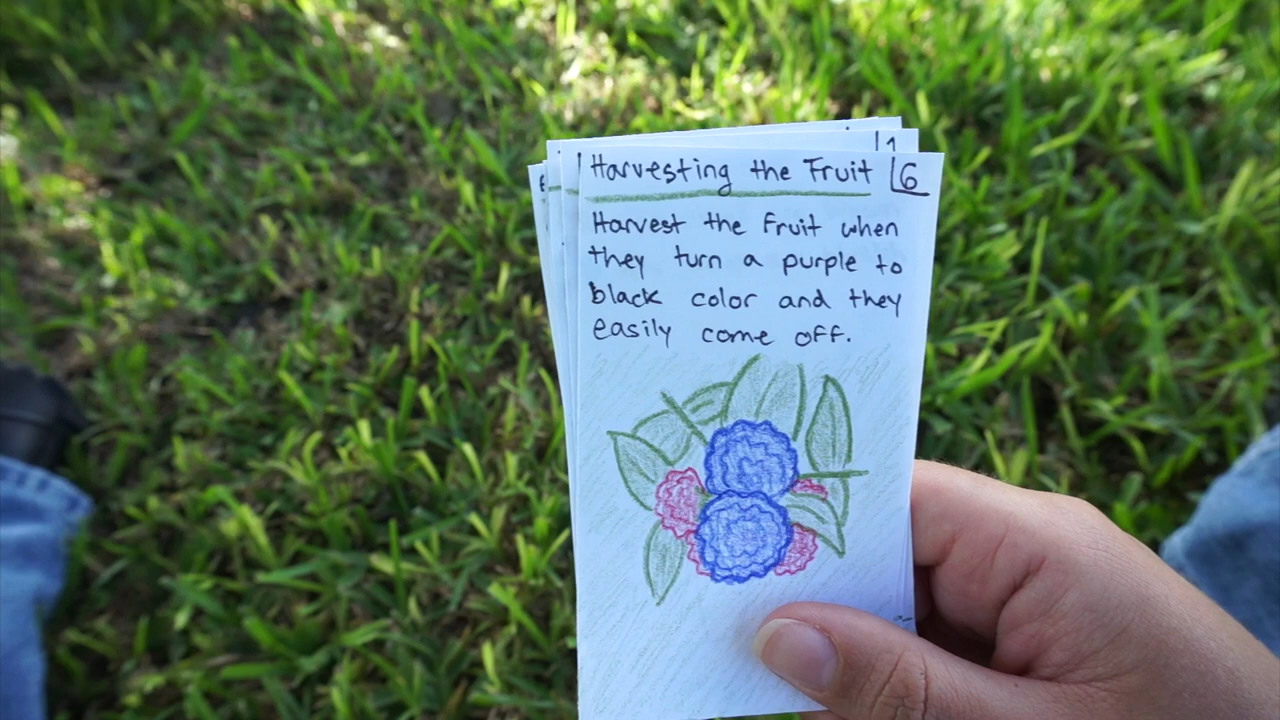 Harvesting the Fruit
6
Harvest the Fruit when
they turn a purple to
black color and they
easily come off.
1